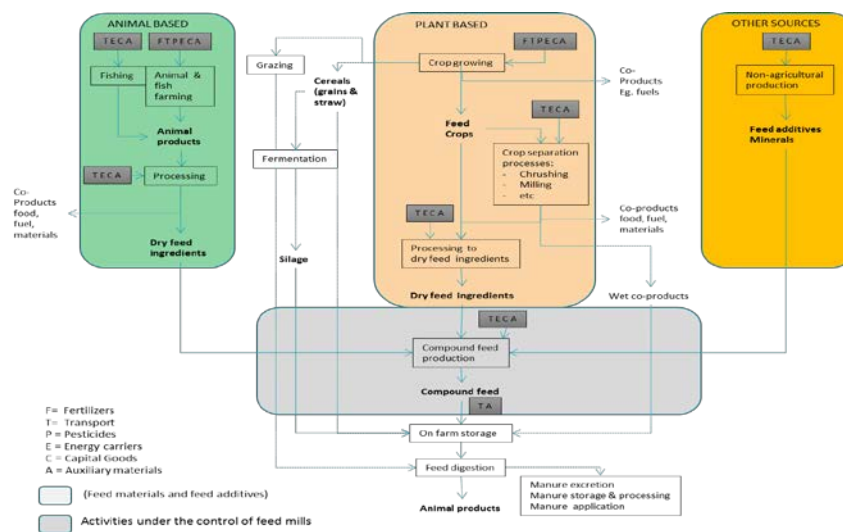 ANIMAL BASED
PLANT BASED
OTHER SOURCES
TECA
FTPECA
FTPECA
TECA
Fishing
Animal &
fish
farming
Grazing
Crop growing
Non-agricultural
production
Cereals
(grains &
straw)
Co-
Products
Eg. fuels
Animal
products
Feed
Crops
TECA
Feed additives
Minerals
Fermentation
Crop separation
processes:
- Chrushing
- Milling
- etc
TECA
Processing
Co-
Products
food,
fuel,
materials
TECA
Co-products
food, fuel,
materials
Dry feed
ingredients
Silage
Processing to
dry feed ingredients
Dry feed ingredients
Wet co-products
TECA
Compound feed
production
Compound feed
TA
F= Fertilizers
T= Transport
P = Pesticides
E = Energy carriers
C = Capital Goods
A = Auxiliary materials
On farm storage
Feed digestion
Manure excretion
Manure storage & processing
Manure application
Animal products
(Feed materials and feed additives)
Activities under the control of feed mills